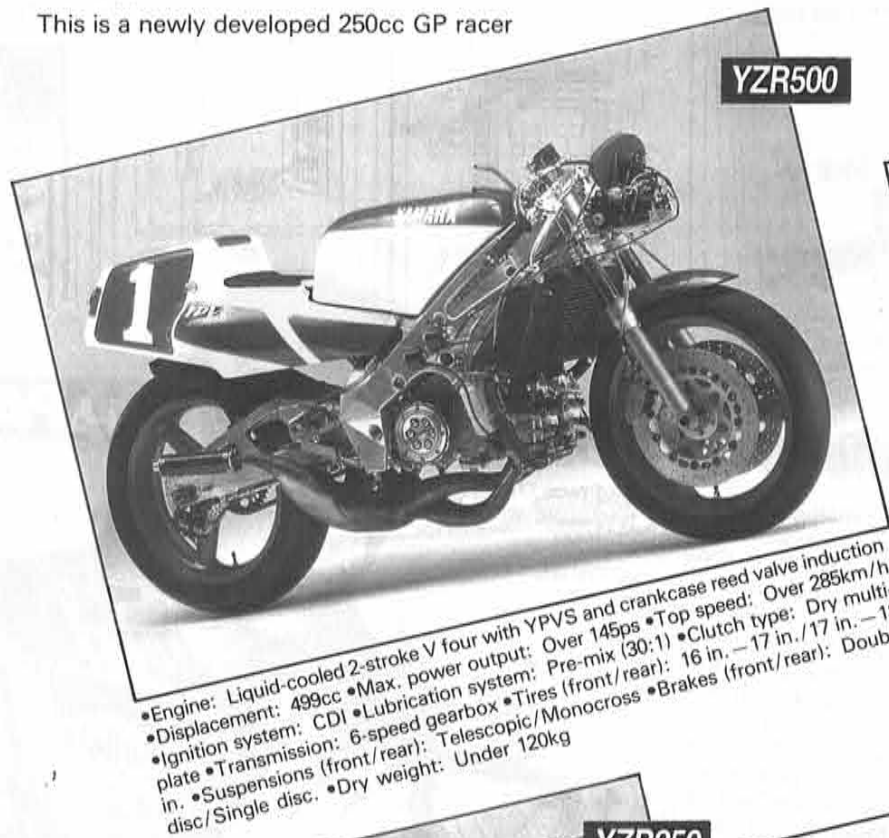 This is a newly developed 250cc GP racer
YZR500
YAMAHA
1
•Engine: Liquid-cooled 2-stroke V four with YPVS and crankcase reed valve induction
•Displacement: 499cc •Max. power output: Over 145ps •Top speed: Over 285km/h
•Ignition system: CDI •Lubrication system: Pre-mix (30:1) •Clutch type: Dry multi-
plate •Transmission: 6-speed gearbox •Tires (front/rear): 16 in.—17 in./17 in.—1
in. •Suspensions (front/rear): Telescopic/Monocross •Brakes (front/rear): Doub
disc/Single disc. •Dry weight: Under 120kg